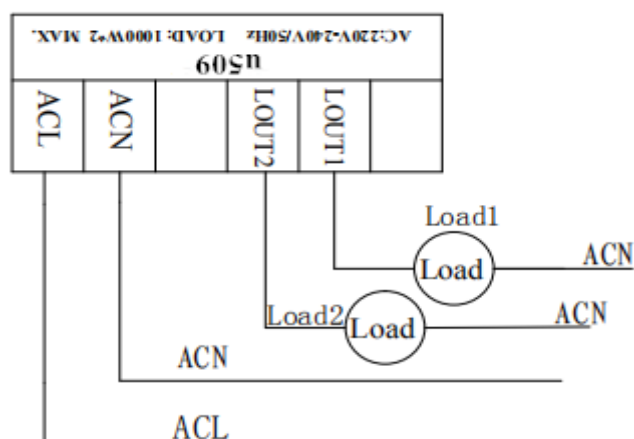 AC:220V-240V/50Hz LOAD: 1000W*2 MAX.
u509
ACL
ACN
LOUT2
LOUT1
Load1
Load
ACN
Load2
Load
ACN
ACN
ACL